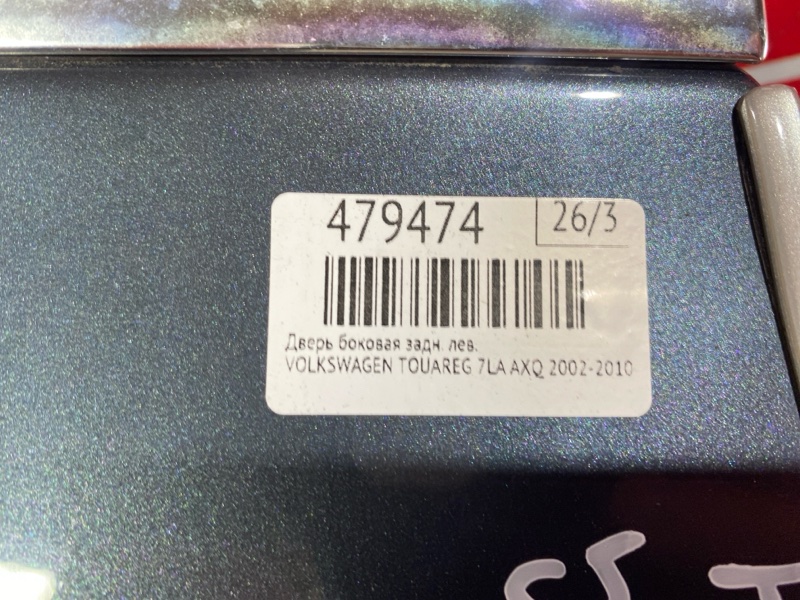 479474 26/3
Дверь боковая задн. лев.
VOLKSWAGEN TOUAREG 7LA AXQ 2002-2010